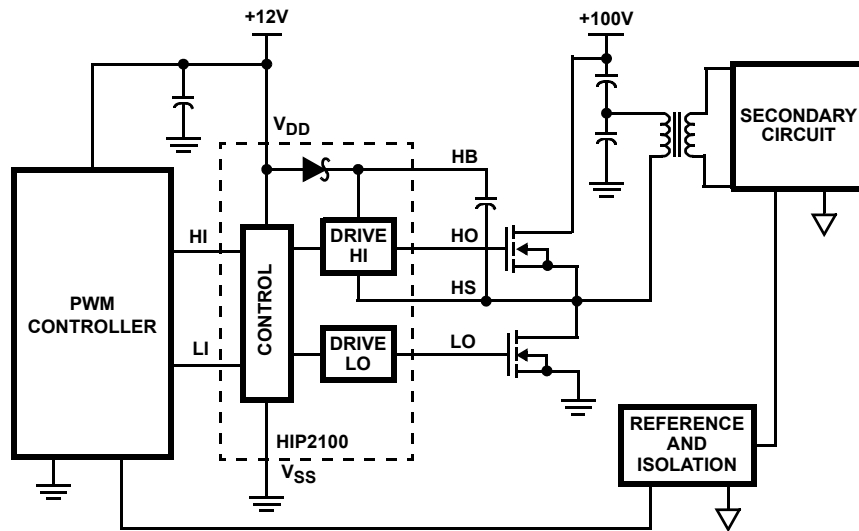 +12V
+100V
VDD
SECONDARY
CIRCUIT
HB
DRIVE
HI
HI
HO
PWM
CONTROLLER
CONTROL
HS
LI
DRIVE
LO
LO
HIP2100
VSS
REFERENCE
AND
ISOLATION